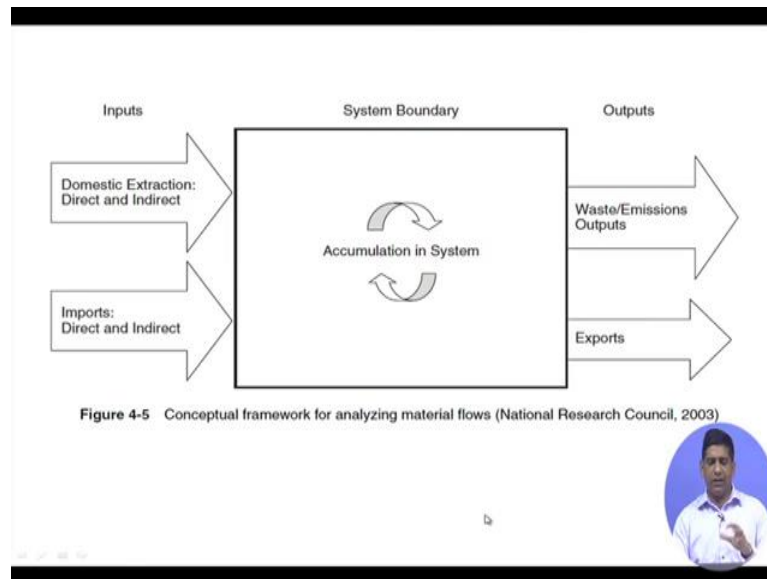 Inputs
System Boundary
Outputs
Domestic Extraction:
Direct and Indirect
Imports:
Direct and Indirect
Accumulation in System
Waste/Emissions
Outputs
Exports
Figure 4-5 Conceptual framework for analyzing material flows (National Research Council, 2003)